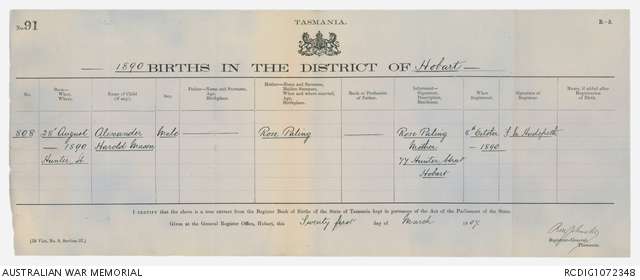 No. 91
TASMANIA.
R.-3.
1890 BIRTHS IN THE DISTRICT OF Hobart
No.
Born— When. Where.
Name of Child (if any).
Sex.
Father—Name and Surname, Age, Birthplace.
Mother—Name and Surname, Maiden Surname, When and where married, Age, Birthplace.
Rank or Profession of Father.
Informant— Signature, Description, Residence.
When Registered.
Signature of Registrar.
Name, if added after Registration of Birth.
808
28' August
1890
Hunter St
Alexander
Harold Mason
Male
Rose Paling
Rose Paling
Mother
77 Hunter Street
Hobart
8th October
1890
I CERTIFY that the above is a true extract from the Register Book of Births of the State of Tasmania kept in pursuance of the Act of the Parliament of the State.
Given at the General Register Office, Hobart, this Twenty first day of March 1907.
Registrar-General,
Tasmania.
AUSTRALIAN WAR MEMORIAL
RCDIG1072348